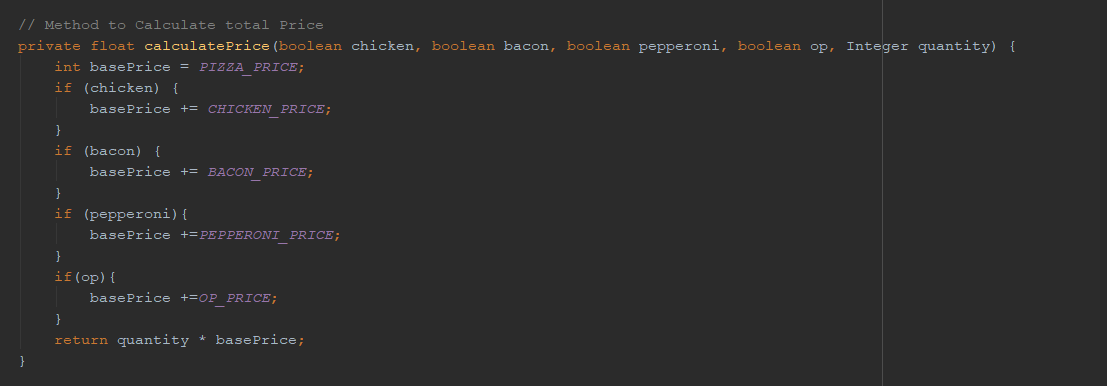 // Method to Calculate total Price
private float calculatePrice(boolean chicken, boolean bacon, boolean pepperoni, boolean op, Integer quantity) {
    int basePrice = PIZZA_PRICE;
    if (chicken) {
        basePrice += CHICKEN_PRICE;
    }
    if (bacon) {
        basePrice += BACON_PRICE;
    }
    if (pepperoni){
        basePrice +=PEPPERONI_PRICE;
    }
    if(op){
        basePrice +=OP_PRICE;
    }
    return quantity * basePrice;
}